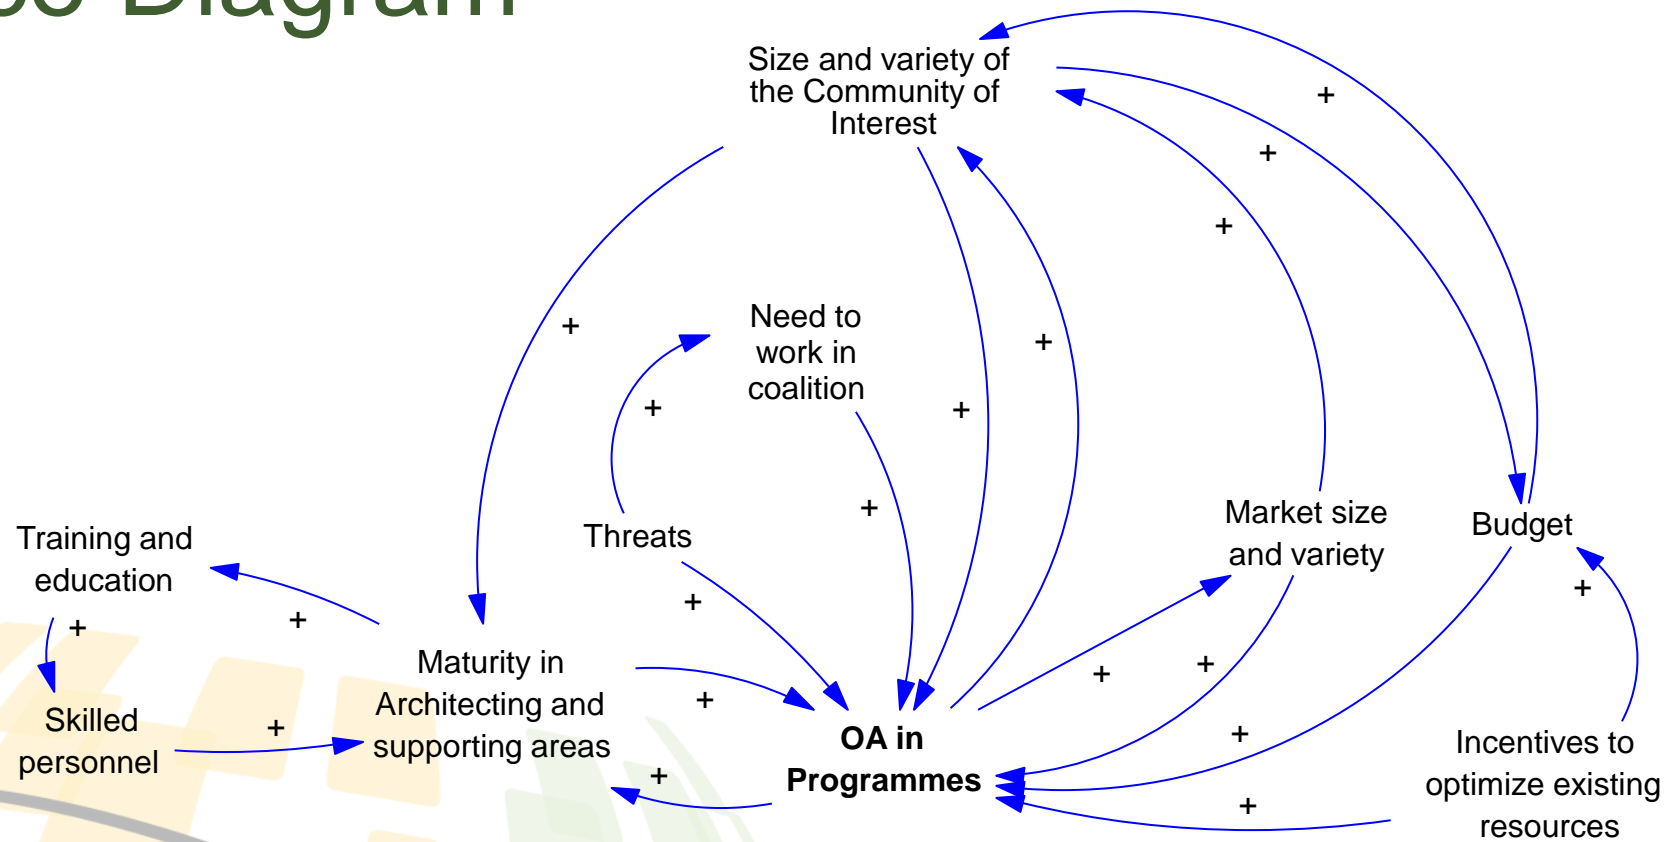 Diagram
Size and variety of
the Community of
Interest
+
+
+
+
+
+
+
Need to
work in
coalition
+
+
Training and
education
Threats
Market size
and variety
Budget
+
+
+
+
Maturity in
Architecting and
supporting areas
+
+
+
Skilled
personnel
+
OA in
Programmes
+
+
+
Incentives to
optimize existing
resources